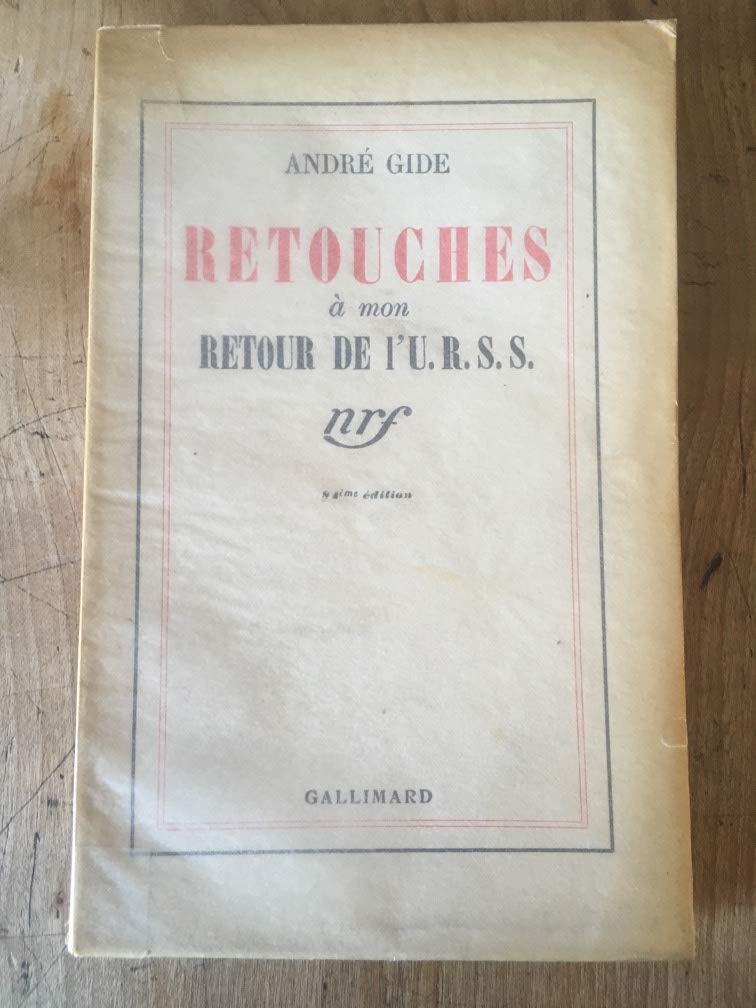 ANDRÉ GIDE
RETOUCHES
à mon
RETOUR DE l'U.R.S.S.
nrf
édition
GALLIMARD